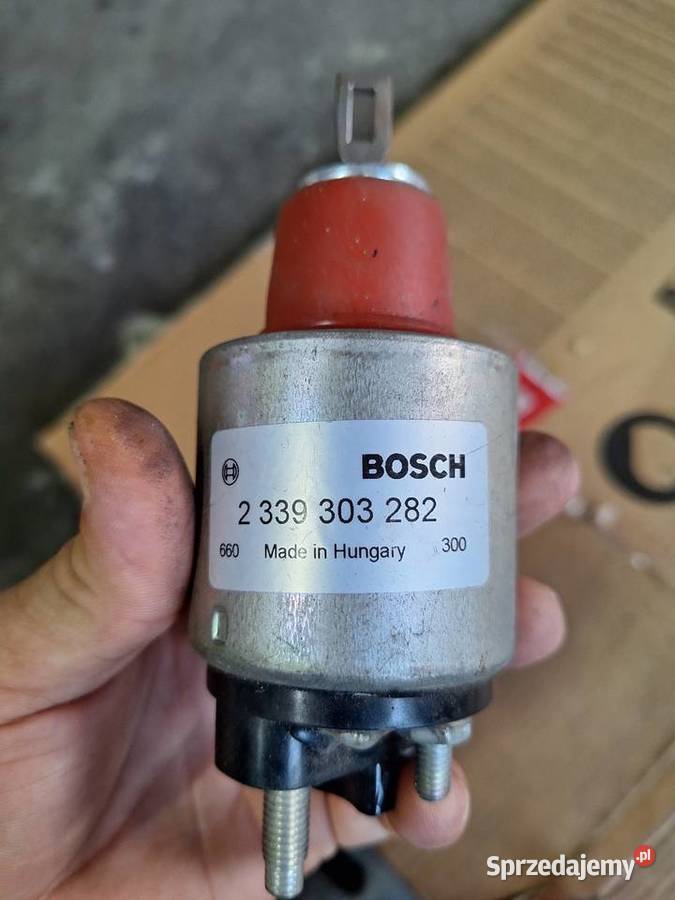 BOSCH
2 339 303 282
660 Made in Hungary 300
Sprzedajemy.pl